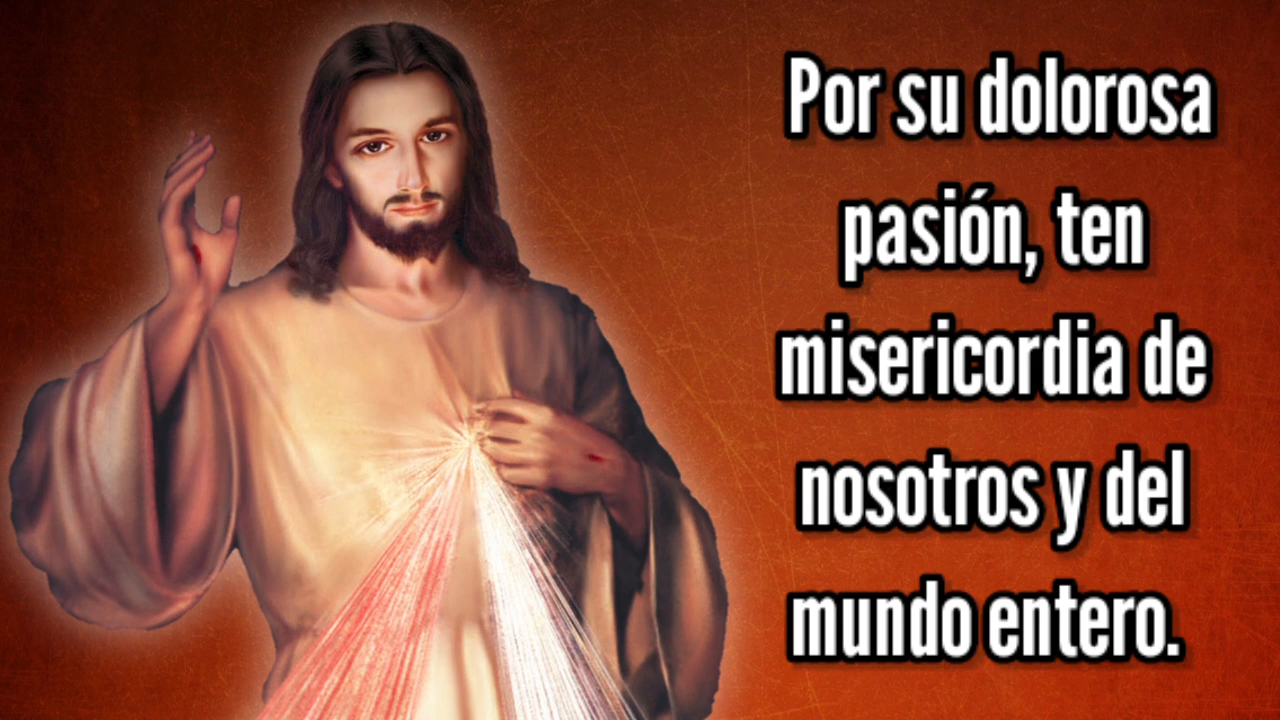 Por su dolorosa
pasión, ten
misericordia de
nosotros y del
mundo entero.